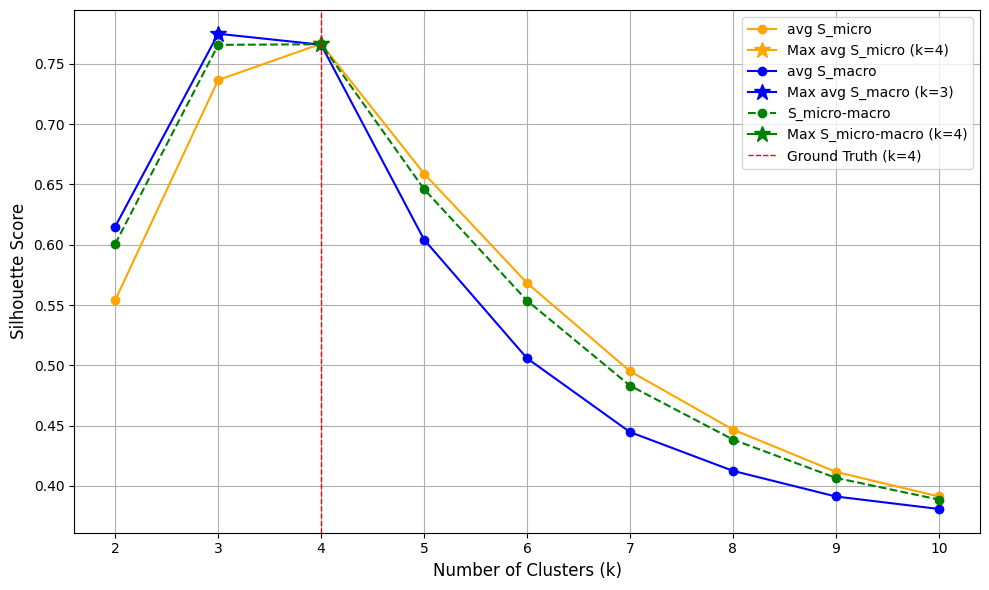 avg S_micro
Max avg S_micro (k=4)
avg S_macro
Max avg S_macro (k=3)
S_micro-macro
Max S_micro-macro (k=4)
Ground Truth (k=4)
Silhouette Score
0.75
0.70
0.65
0.60
0.55
0.50
0.45
0.40
2 3 4 5 6 7 8 9 10
Number of Clusters (k)